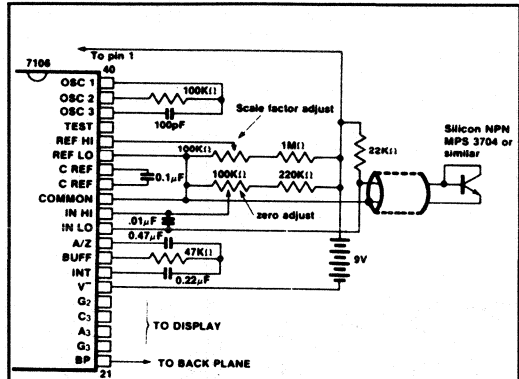 7106
To pin 1
40
OSC 1
OSC 2
100KΩ
OSC 3
100pF
Scale factor adjust
TEST
REF HI
REF LO
100KΩ
1MΩ
22KΩ
Silicon NPN
MPS 3704 or
similar
C REF
0.1μF
C REF
100KΩ
220KΩ
COMMON
IN HI
.01μF
zero adjust
IN LO
0.47μF
A/Z
BUFF
47KΩ
9V
INT
0.22μF
V⁻
G₂
C₃
TO DISPLAY
A₃
G₃
BP
TO BACK PLANE
21